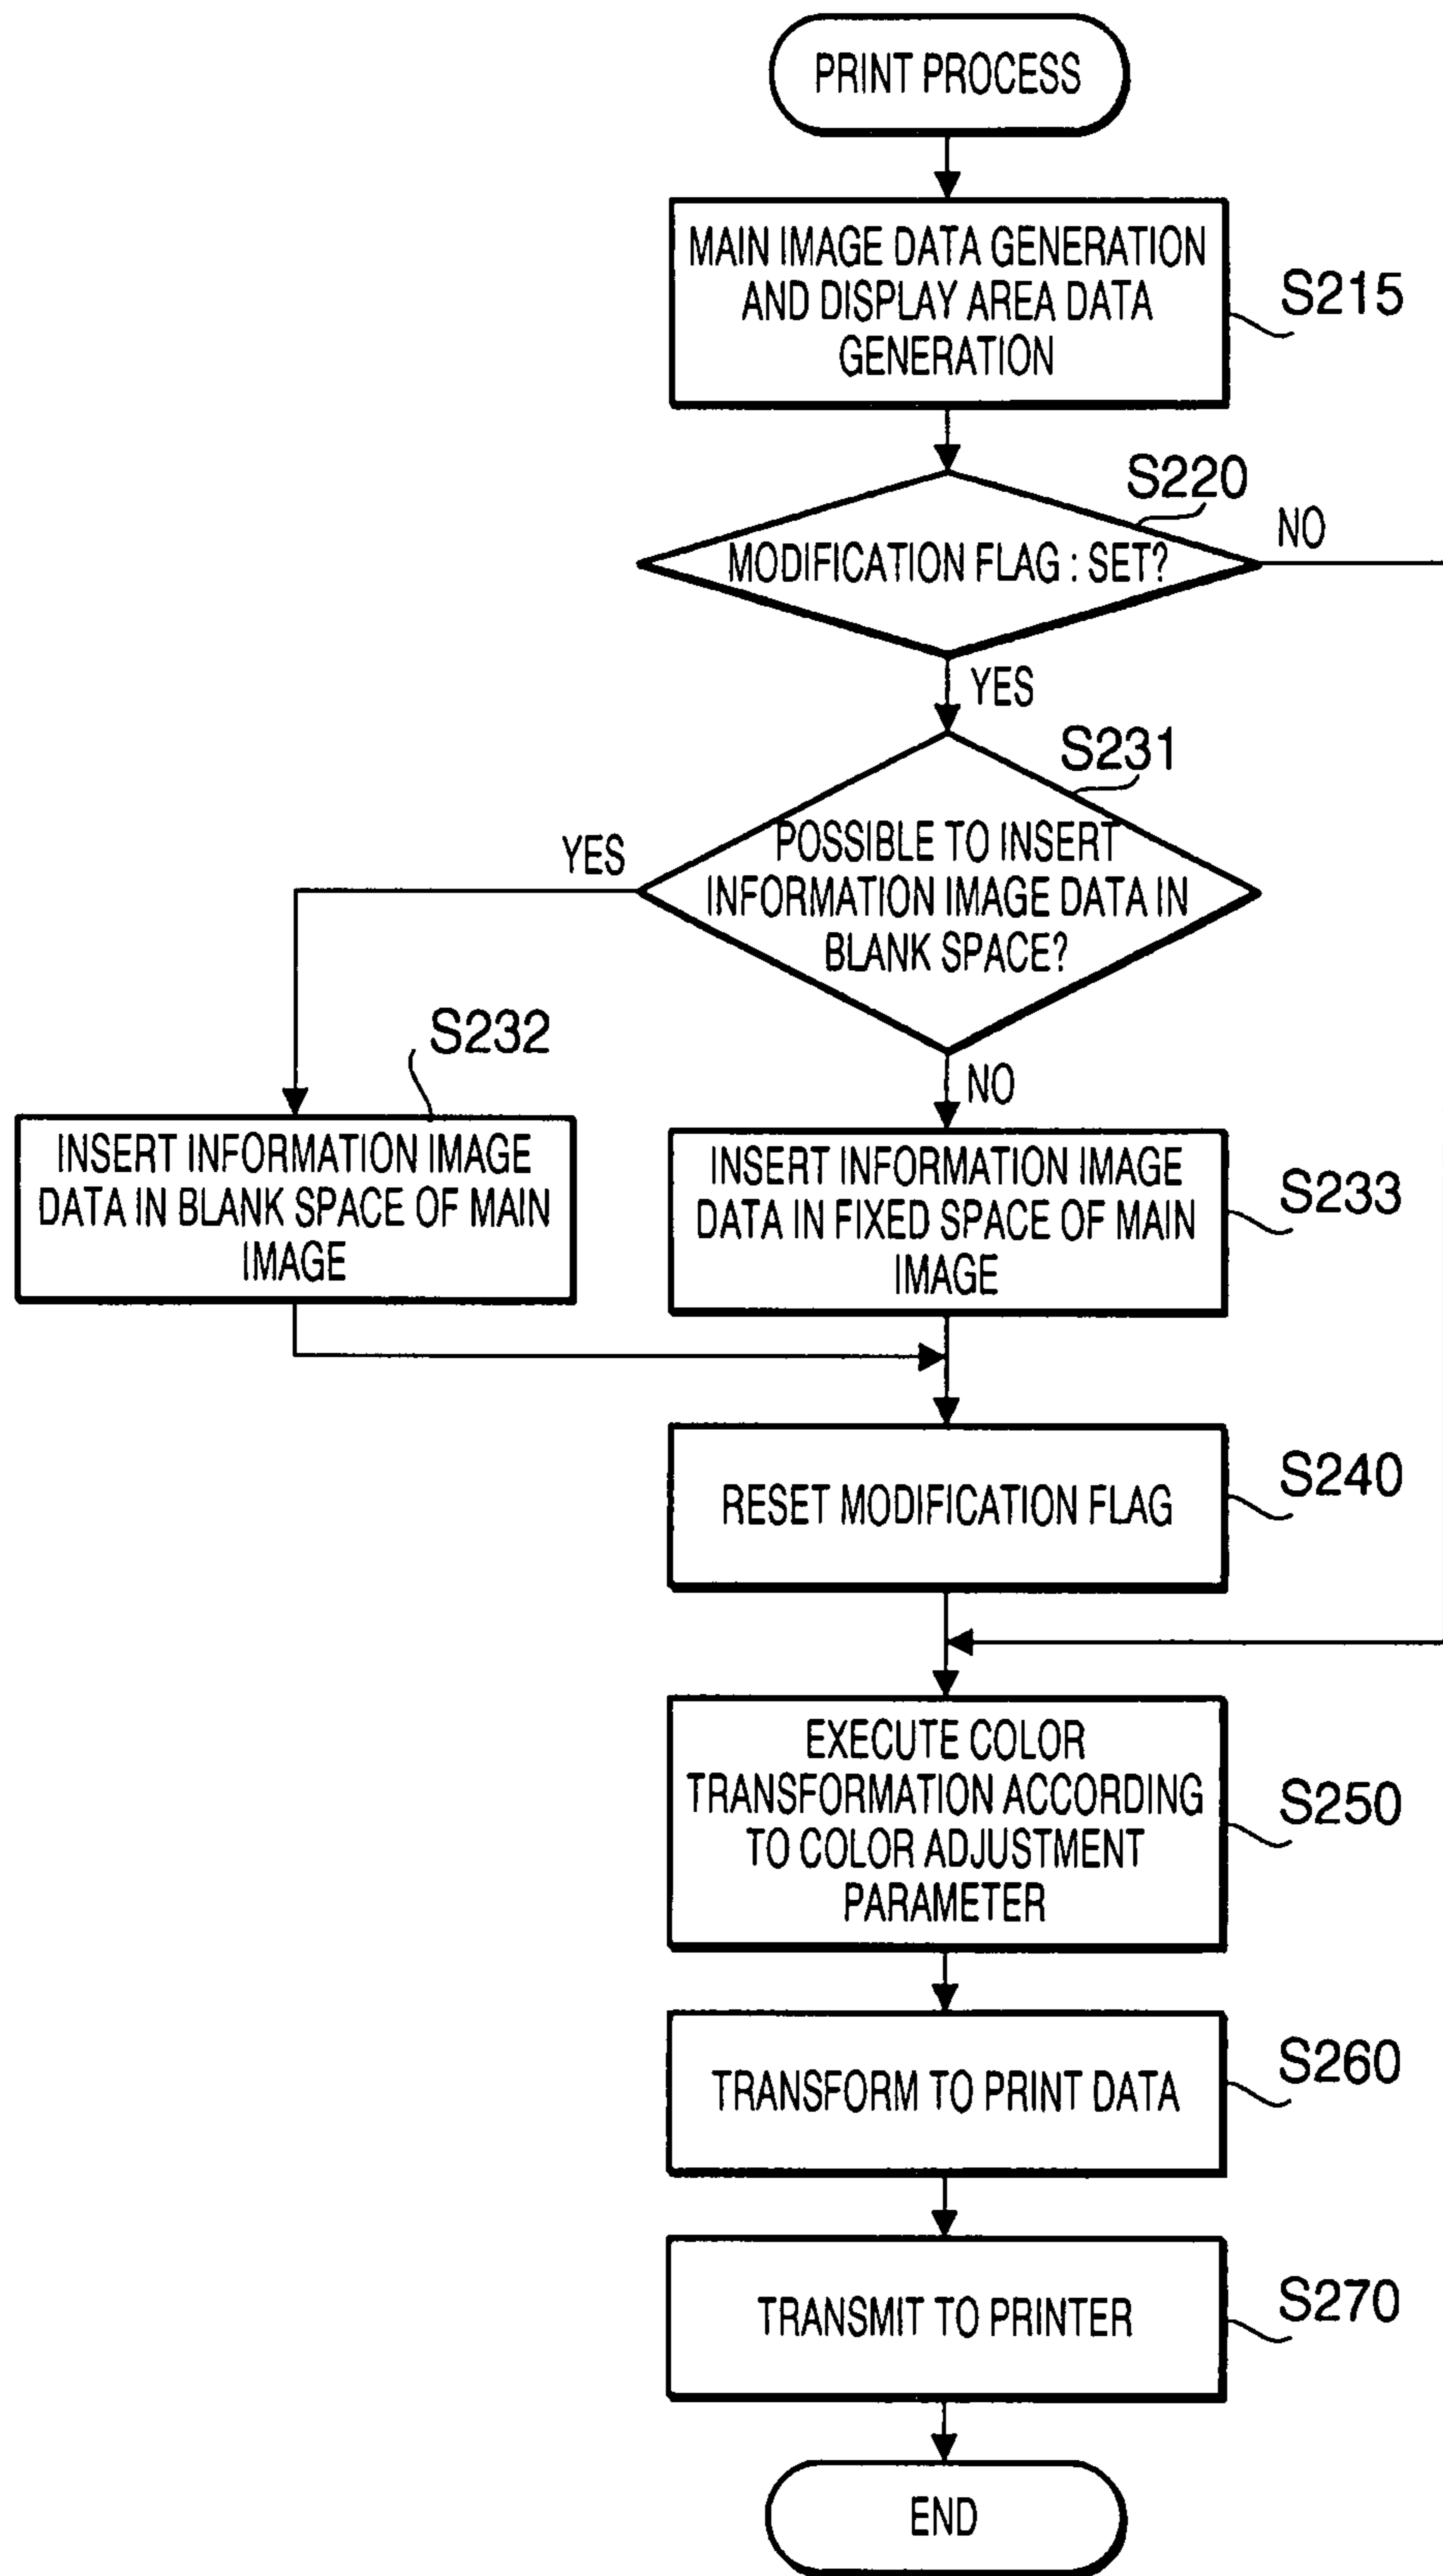 PRINT PROCESS
MAIN IMAGE DATA GENERATION
AND DISPLAY AREA DATA
GENERATION
S215
S220
MODIFICATION FLAG : SET?
NO
YES
S231
POSSIBLE TO INSERT
INFORMATION IMAGE DATA IN
BLANK SPACE?
YES
NO
S232
INSERT INFORMATION IMAGE
DATA IN BLANK SPACE OF MAIN
IMAGE
INSERT INFORMATION IMAGE
DATA IN FIXED SPACE OF MAIN
IMAGE
S233
RESET MODIFICATION FLAG
S240
EXECUTE COLOR
TRANSFORMATION ACCORDING
TO COLOR ADJUSTMENT
PARAMETER
S250
TRANSFORM TO PRINT DATA
S260
TRANSMIT TO PRINTER
S270
END